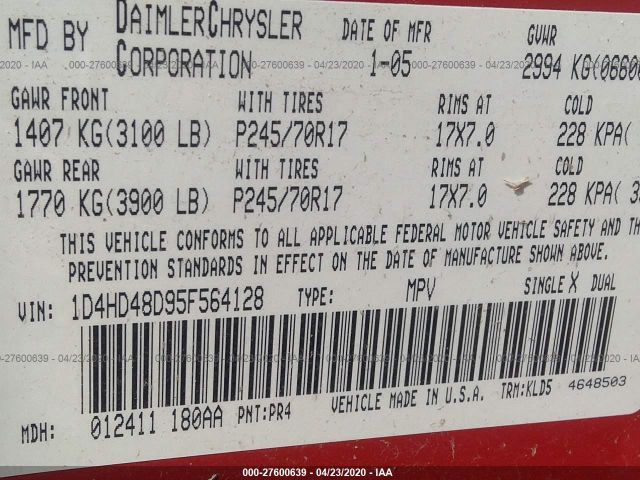 MFD BY DAIMLERCHRYSLER CORPORATION DATE OF MFR 1-05 GVWR 2994 KG(
GAWR FRONT WITH TIRES RIMS AT COLD
1407 KG(3100 LB) P245/70R17 17X7.0 228 KPA(
GAWR REAR WITH TIRES RIMS AT COLD
1770 KG(3900 LB) P245/70R17 17X7.0 228 KPA(
THIS VEHICLE CONFORMS TO ALL APPLICABLE FEDERAL MOTOR VEHICLE SAFETY AND
PREVENTION STANDARDS IN EFFECT ON THE DATE OF MANUFACTURE SHOWN ABOVE.
VIN: 1D4HD48D95F564128 TYPE: MPV SINGLE X DUAL
MDH: 012411 180AA PNT:PR4 VEHICLE MADE IN U.S.A. TRM:KLD5 4648503
000-27600639 - 04/23/2020 - IAA